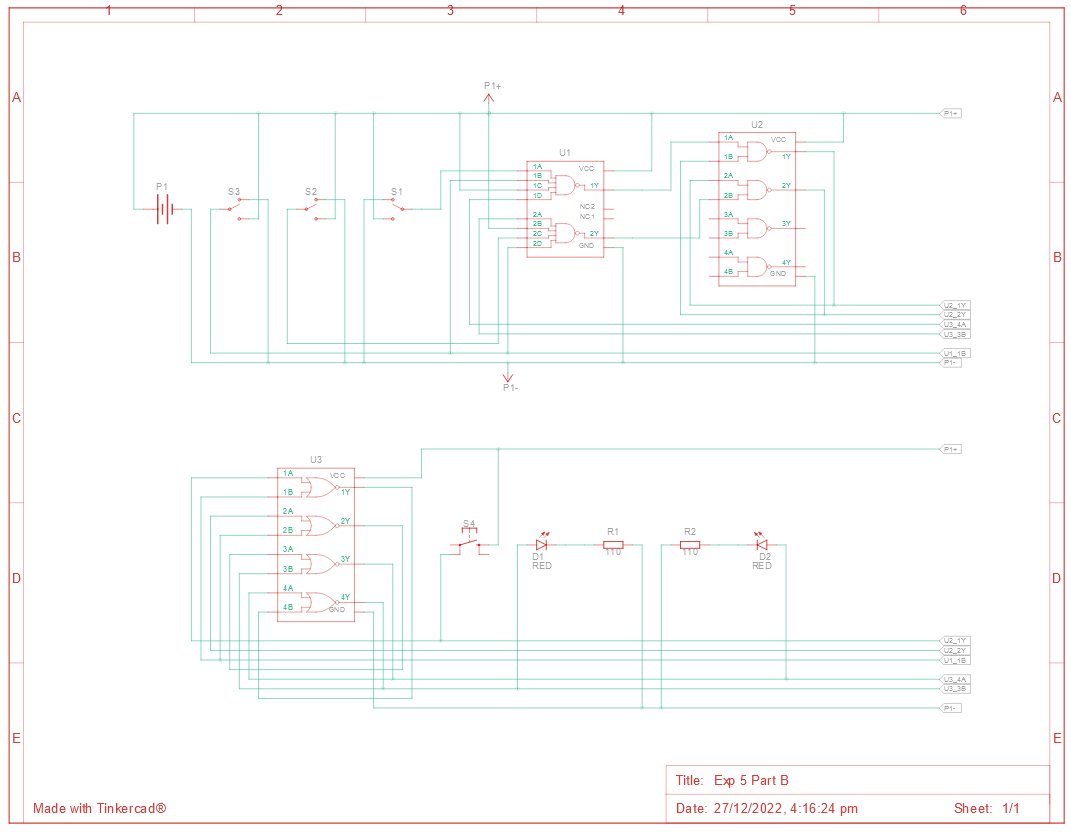 1 2 3 4 5 6
A A
P1+
P1+
U2
U1
1A VCC
1B 1Y
1A VCC
1B
1C 1Y
1D
2A 2Y
2B
P1 S3 S2 S1
NC2
NC1
2A
2B
2C 2Y
2D GND
3A 3Y
3B
4A 4Y
4B GND
B B
U2_1Y
U2_2Y
U3_4A
U3_3B
U1_1B
P1-
P1-
C C
P1+
U3
1A VCC
1B 1Y
2A 2Y
2B
3A 3Y
3B
4A 4Y
4B GND
S4
D1
RED
R1
110
R2
110
D2
RED
D D
U2_1Y
U2_2Y
U1_1B
U3_4A
U3_3B
P1-
E E
Title: Exp 5 Part B
Made with Tinkercad®
Date: 27/12/2022, 4:16:24 pm Sheet: 1/1